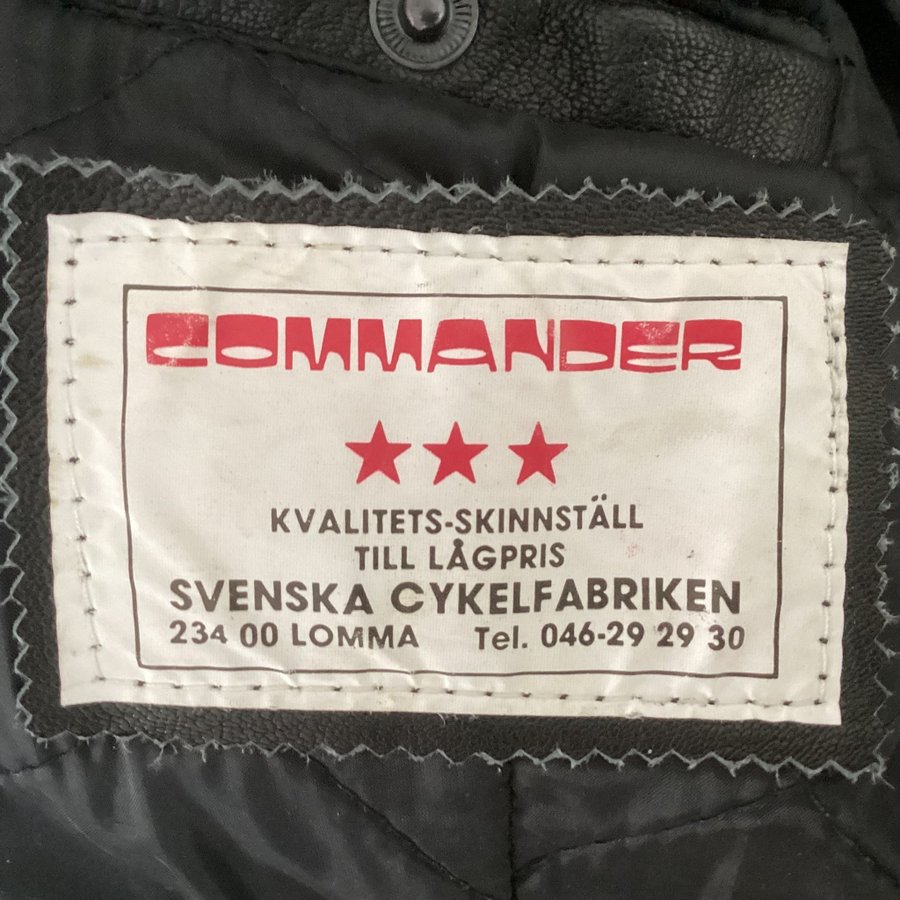 COMMANDER
★★★
KVALITETS-SKINNSTÄLL
TILL LÅGPRIS
SVENSKA CYKELFABRIKEN
234 00 LOMMA Tel. 046-29 29 30